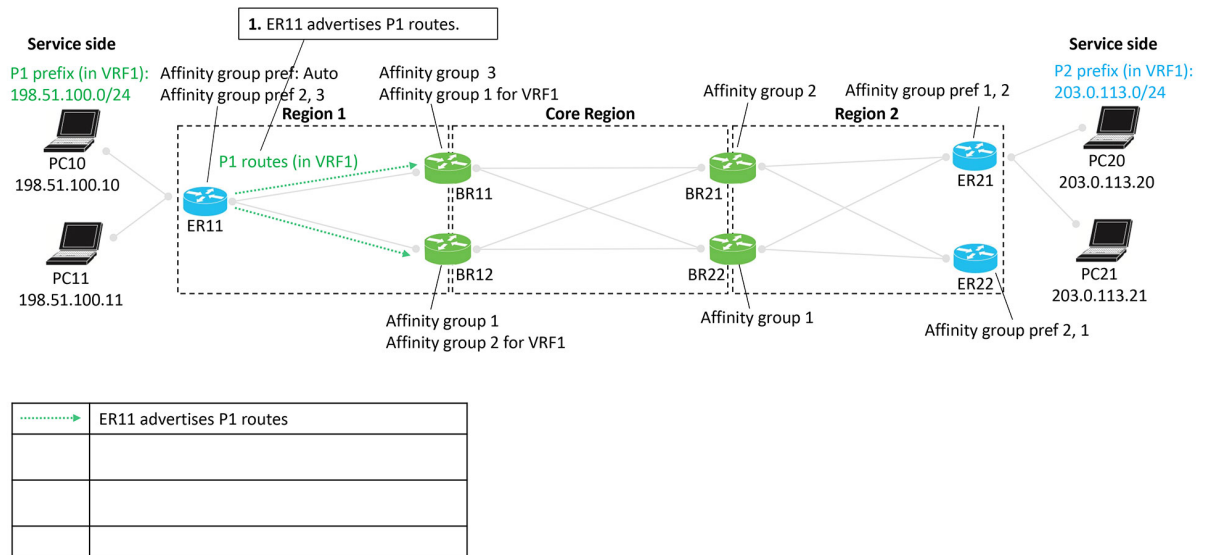 1. ER11 advertises P1 routes.
Service side
P1 prefix (in VRF1):
198.51.100.0/24
PC10
198.51.100.10
PC11
198.51.100.11
Affinity group pref: Auto
Affinity group pref 2, 3
Region 1
P1 routes (in VRF1)
ER11
Affinity group 3
Affinity group 1 for VRF1
BR11
BR12
Affinity group 1
Affinity group 2 for VRF1
Core Region
Affinity group 2
BR21
BR22
Affinity group 1
Region 2
Affinity group pref 1, 2
ER21
ER22
Affinity group pref 2, 1
Service side
P2 prefix (in VRF1):
203.0.113.0/24
PC20
203.0.113.20
PC21
203.0.113.21
ER11 advertises P1 routes